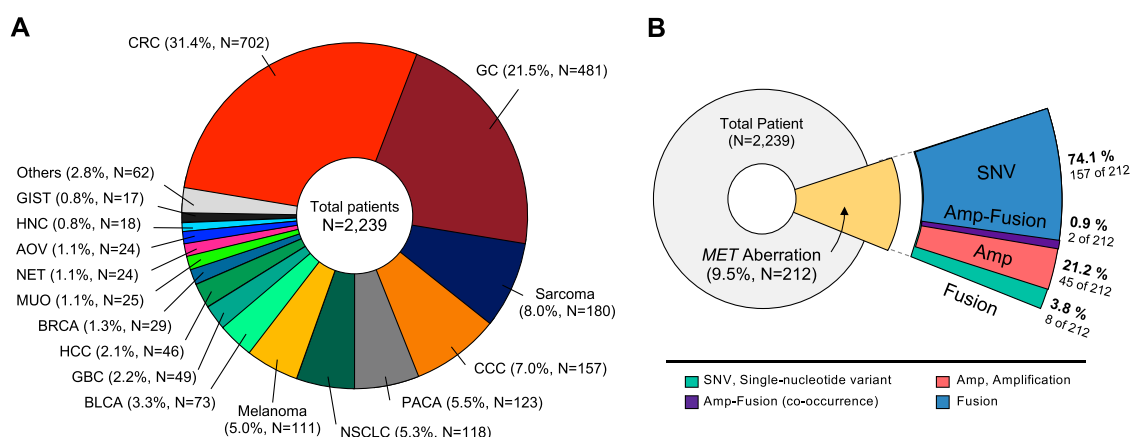 A
CRC (31.4%, N=702)
GC (21.5%, N=481)
Others (2.8%, N=62)
GIST (0.8%, N=17)
HNC (0.8%, N=18)
AOV (1.1%, N=24)
NET (1.1%, N=24)
MUO (1.1%, N=25)
BRCA (1.3%, N=29)
HCC (2.1%, N=46)
GBC (2.2%, N=49)
BLCA (3.3%, N=73)
Melanoma
(5.0%, N=111)
NSCLC (5.3%, N=118)
PACA (5.5%, N=123)
CCC (7.0%, N=157)
Sarcoma
(8.0%, N=180)
Total patients
N=2,239
B
Total Patient
(N=2,239)
MET Aberration
(9.5%, N=212)
SNV
Amp-Fusion
Amp
Fusion
74.1 %
157 of 212
0.9 %
2 of 212
21.2 %
45 of 212
3.8 %
8 of 212
SNV, Single-nucleotide variant
Amp, Amplification
Amp-Fusion (co-occurrence)
Fusion